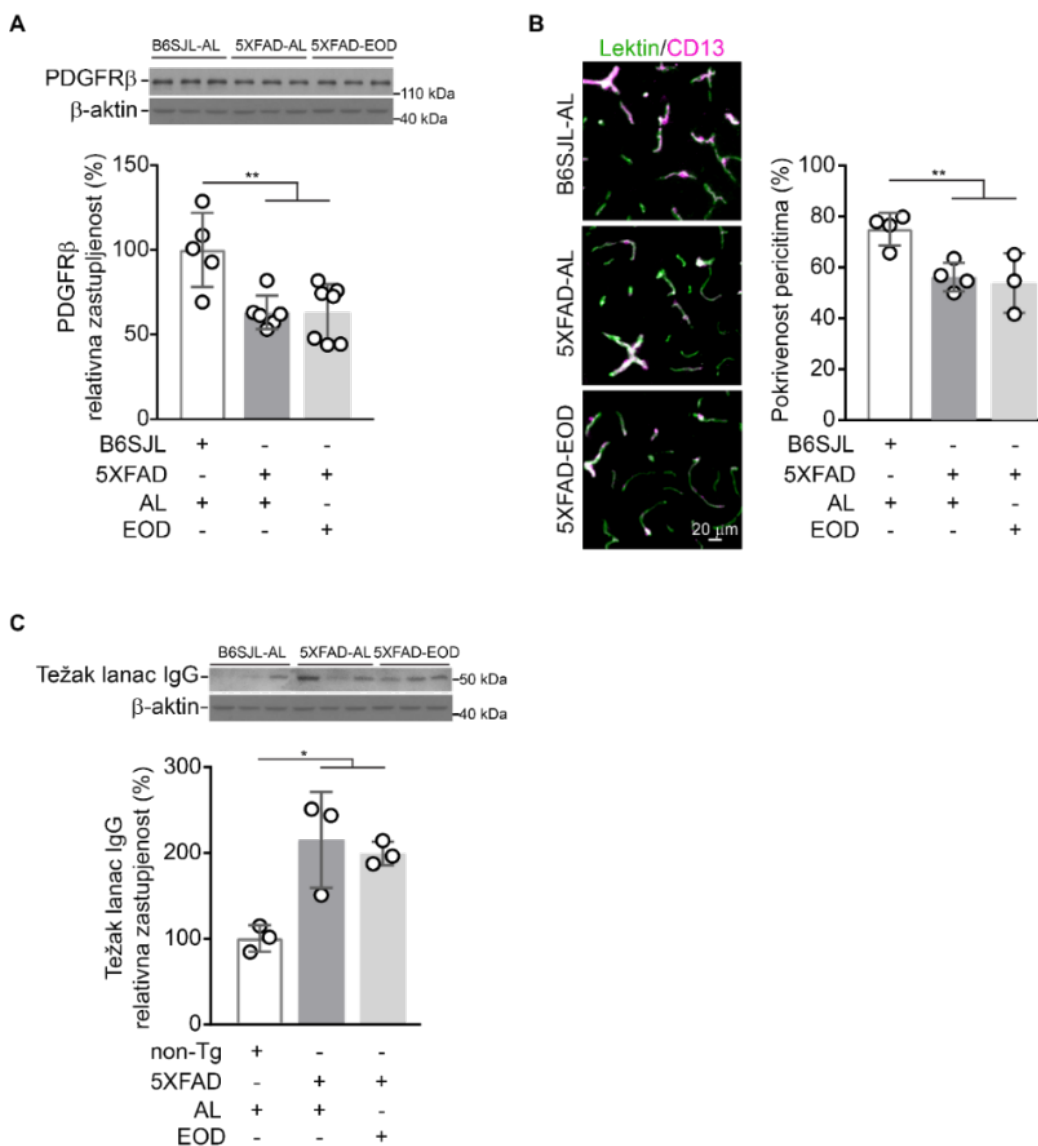 A
B6SJL-AL 5XFAD-AL 5XFAD-EOD
PDGFRβ
110 kDa
β-aktin
40 kDa
PDGFRβ
relativna zastupljenost (%)
150
**
100
50
0
B6SJL + - -
5XFAD - + +
AL + + -
EOD - - +
B
Lektin/CD13
B6SJL-AL
5XFAD-AL
5XFAD-EOD
20 µm
Pokrivenost pericitima (%)
100
**
80
60
40
20
0
B6SJL + - -
5XFAD - + +
AL + + -
EOD - - +
C
B6SJL-AL 5XFAD-AL 5XFAD-EOD
Težak lanac IgG
50 kDa
β-aktin
40 kDa
Težak lanac IgG
relativna zastupjenost (%)
300
*
200
100
0
non-Tg + - -
5XFAD - + +
AL + + -
EOD - - +